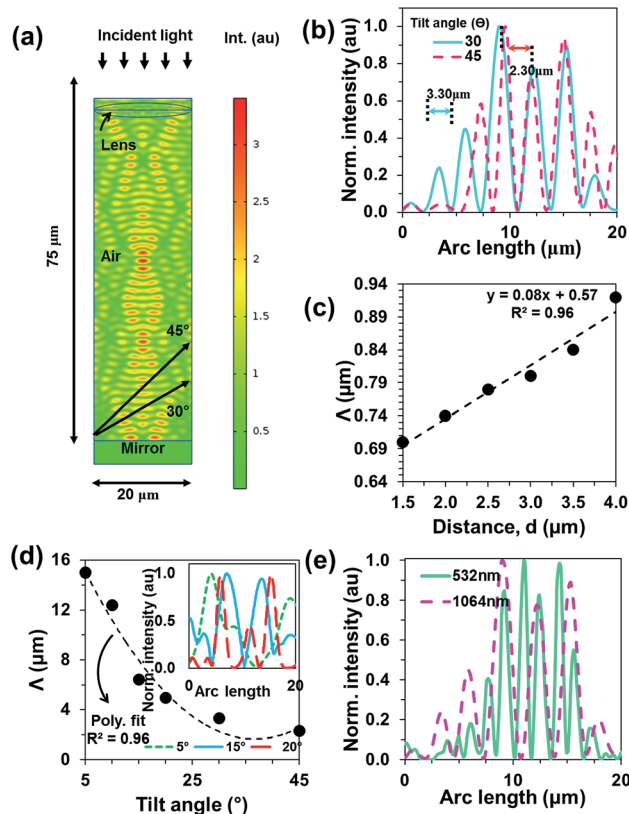 (a)
Incident light
Int. (au)
Lens
Air
45°
30°
Mirror
75 µm
20 µm
3
2.5
2
1.5
1
0.5
(b)
Norm. intensity (au)
1.0
0.8
0.6
0.4
0.2
0.0
Tilt angle (Θ)
30
45
3.30µm
2.30µm
0 10 20
Arc length (µm)
(c)
Λ (µm)
0.94
0.89
0.84
0.79
0.74
0.69
0.64
y = 0.08x + 0.57
R² = 0.96
1.5 2.0 2.5 3.0 3.5 4.0
Distance, d (µm)
(d)
Λ (µm)
16
12
8
4
0
Poly. fit
R² = 0.96
Norm. intensity (au)
1.0
0.5
0.0
0 20
Arc length
5° 15° 20°
5 15 25 35 45
Tilt angle (°)
(e)
Norm. intensity (au)
1.0
0.8
0.6
0.4
0.2
0.0
532nm
1064nm
0 10 20
Arc length (µm)